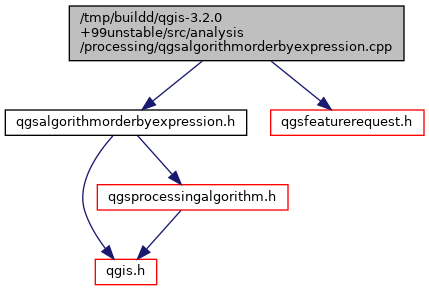 /tmp/buildd/qgis-3.2.0
+99unstable/src/analysis
/processing/qgsalgorithmorderbyexpression.cpp
qgsalgorithmorderbyexpression.h
qgsfeaturerequest.h
qgsprocessingalgorithm.h
qgis.h